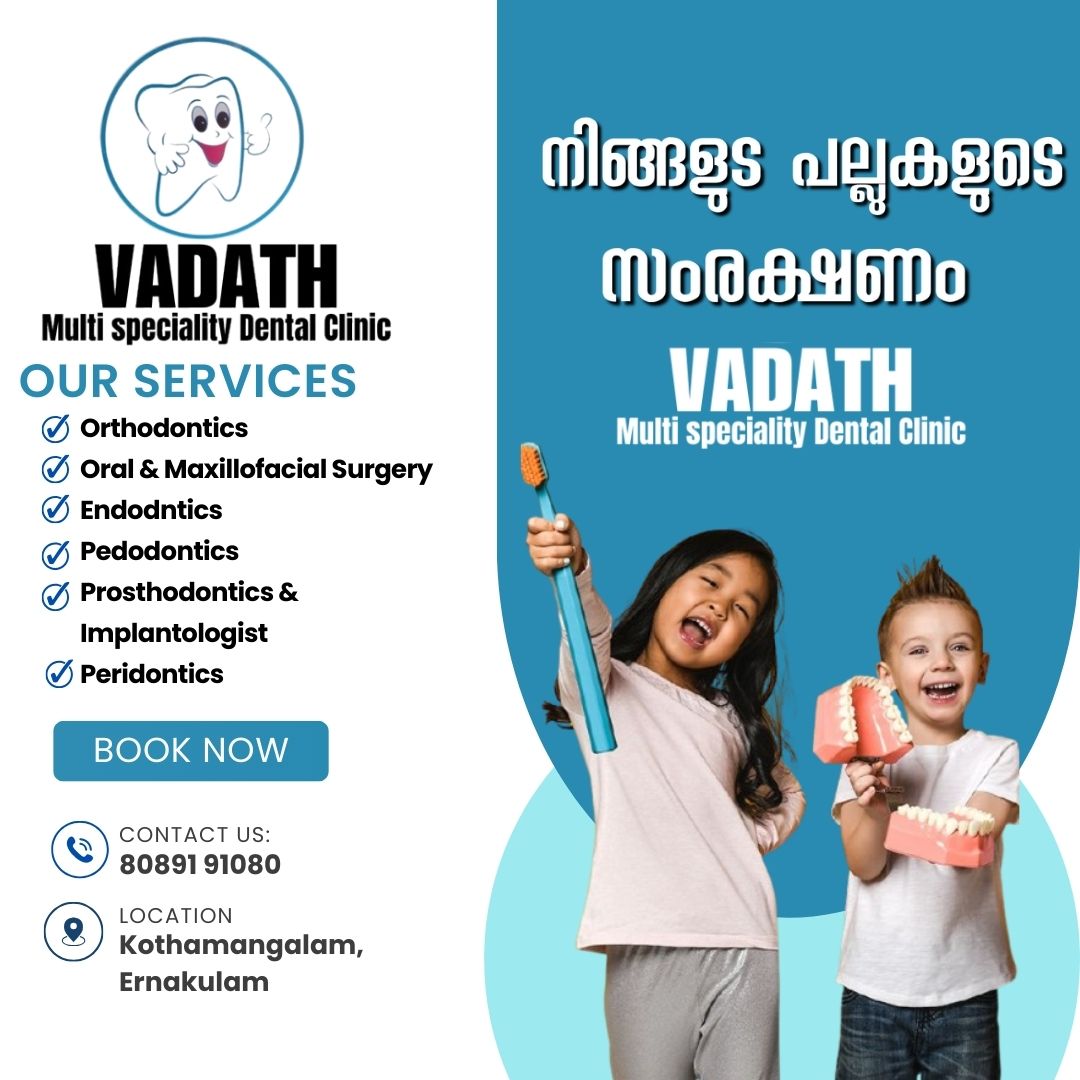 VADATH
Multi speciality Dental Clinic
OUR SERVICES
Orthodontics
Oral & Maxillofacial Surgery
Endodntics
Pedodontics
Prosthodontics &
Implantologist
Peridontics
BOOK NOW
CONTACT US:
80891 91080
LOCATION
Kothamangalam,
Ernakulam
നിങ്ങളുട പല്ലുകളുടെ
സംരക്ഷണം
VADATH
Multi speciality Dental Clinic